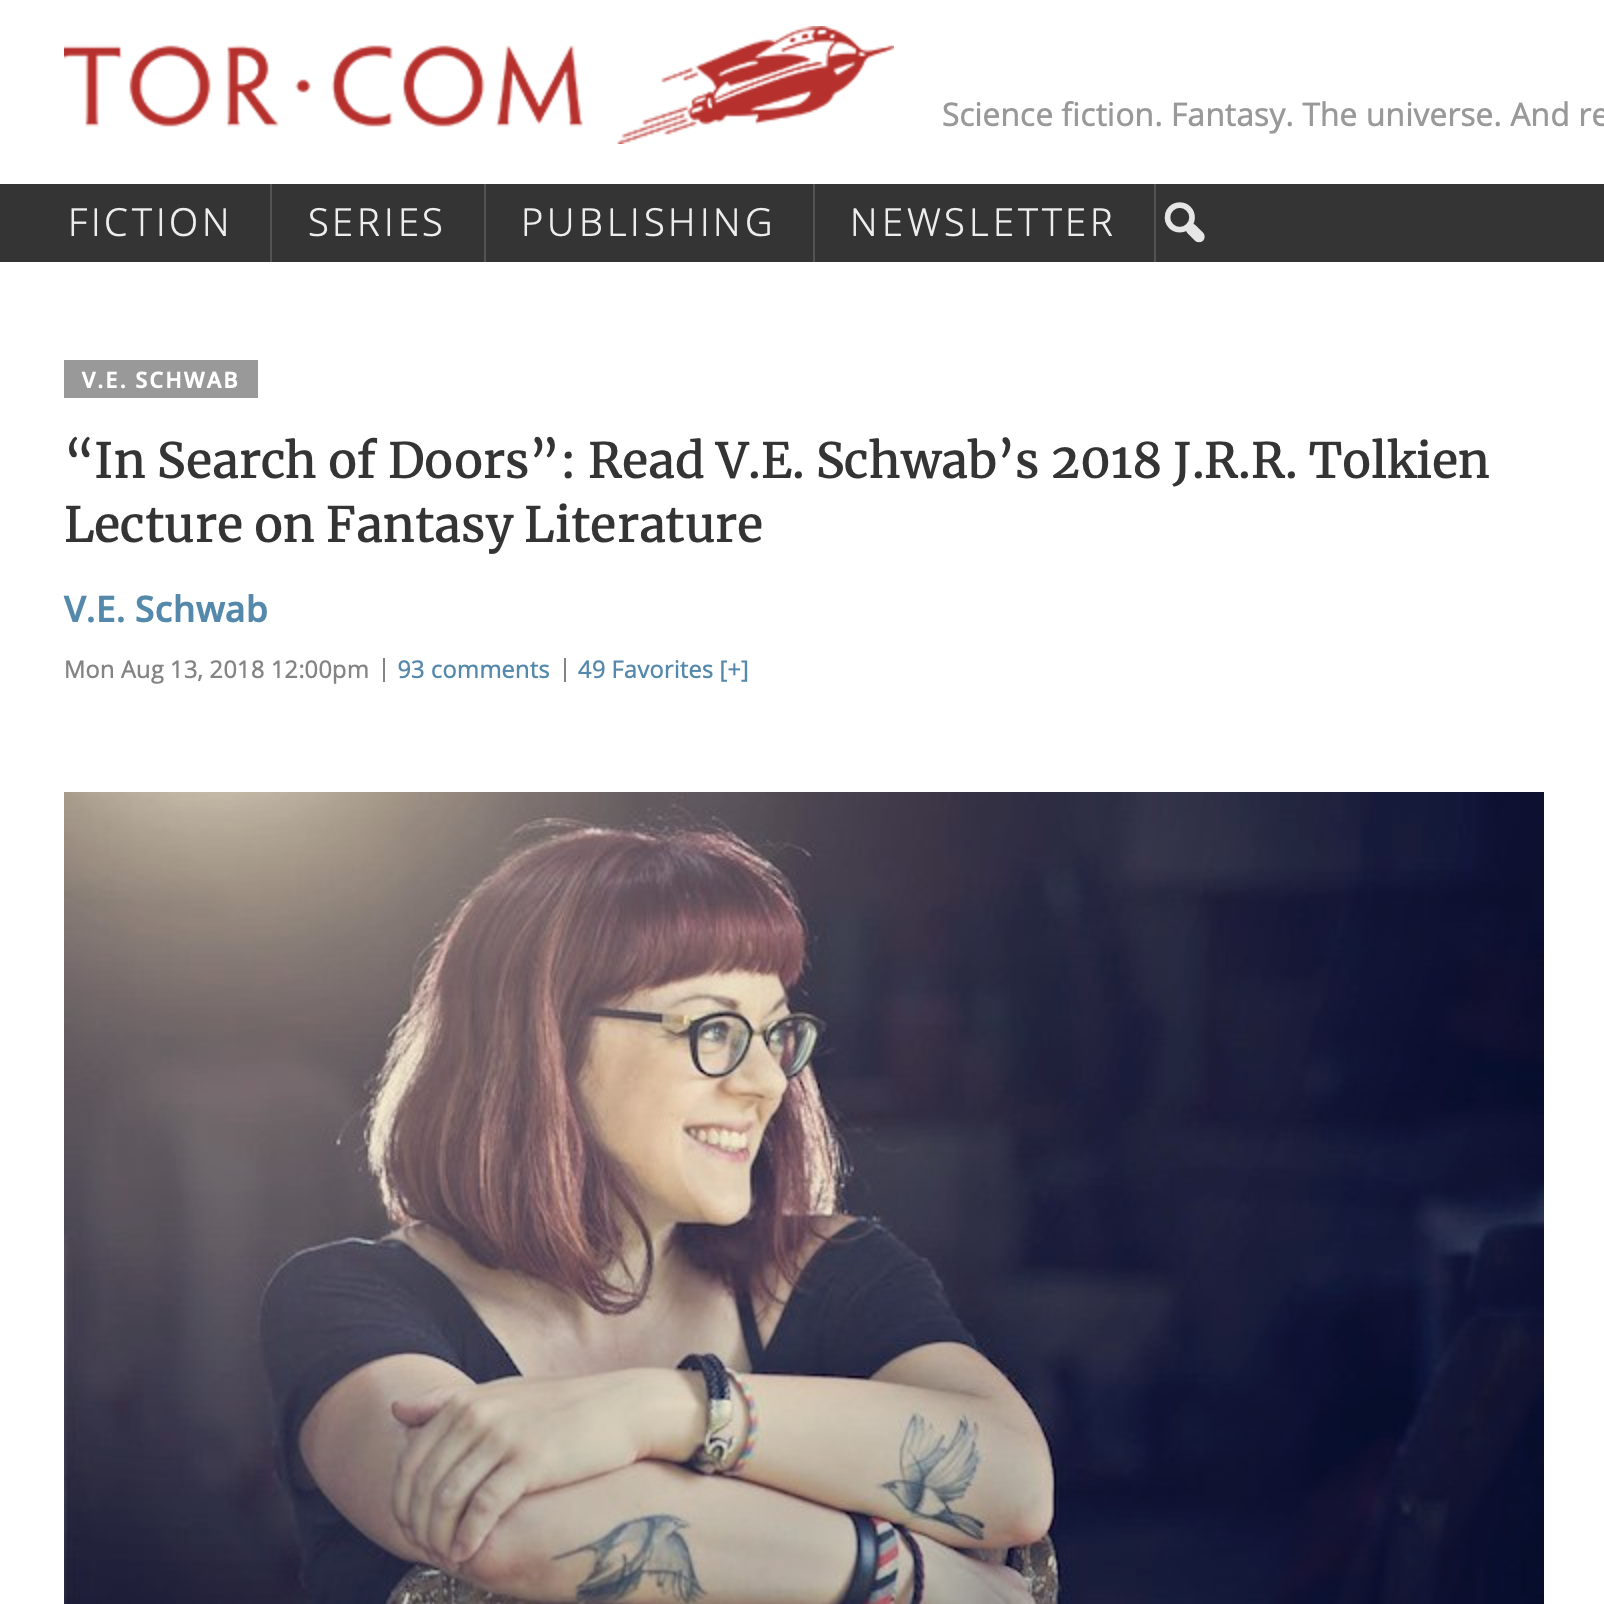 TOR·COM
Science fiction. Fantasy. The universe. And
FICTION
SERIES
PUBLISHING
NEWSLETTER
V.E. SCHWAB
“In Search of Doors”: Read V.E. Schwab’s 2018 J.R.R. Tolkien
Lecture on Fantasy Literature
V.E. Schwab
Mon Aug 13, 2018 12:00pm | 93 comments | 49 Favorites [+]